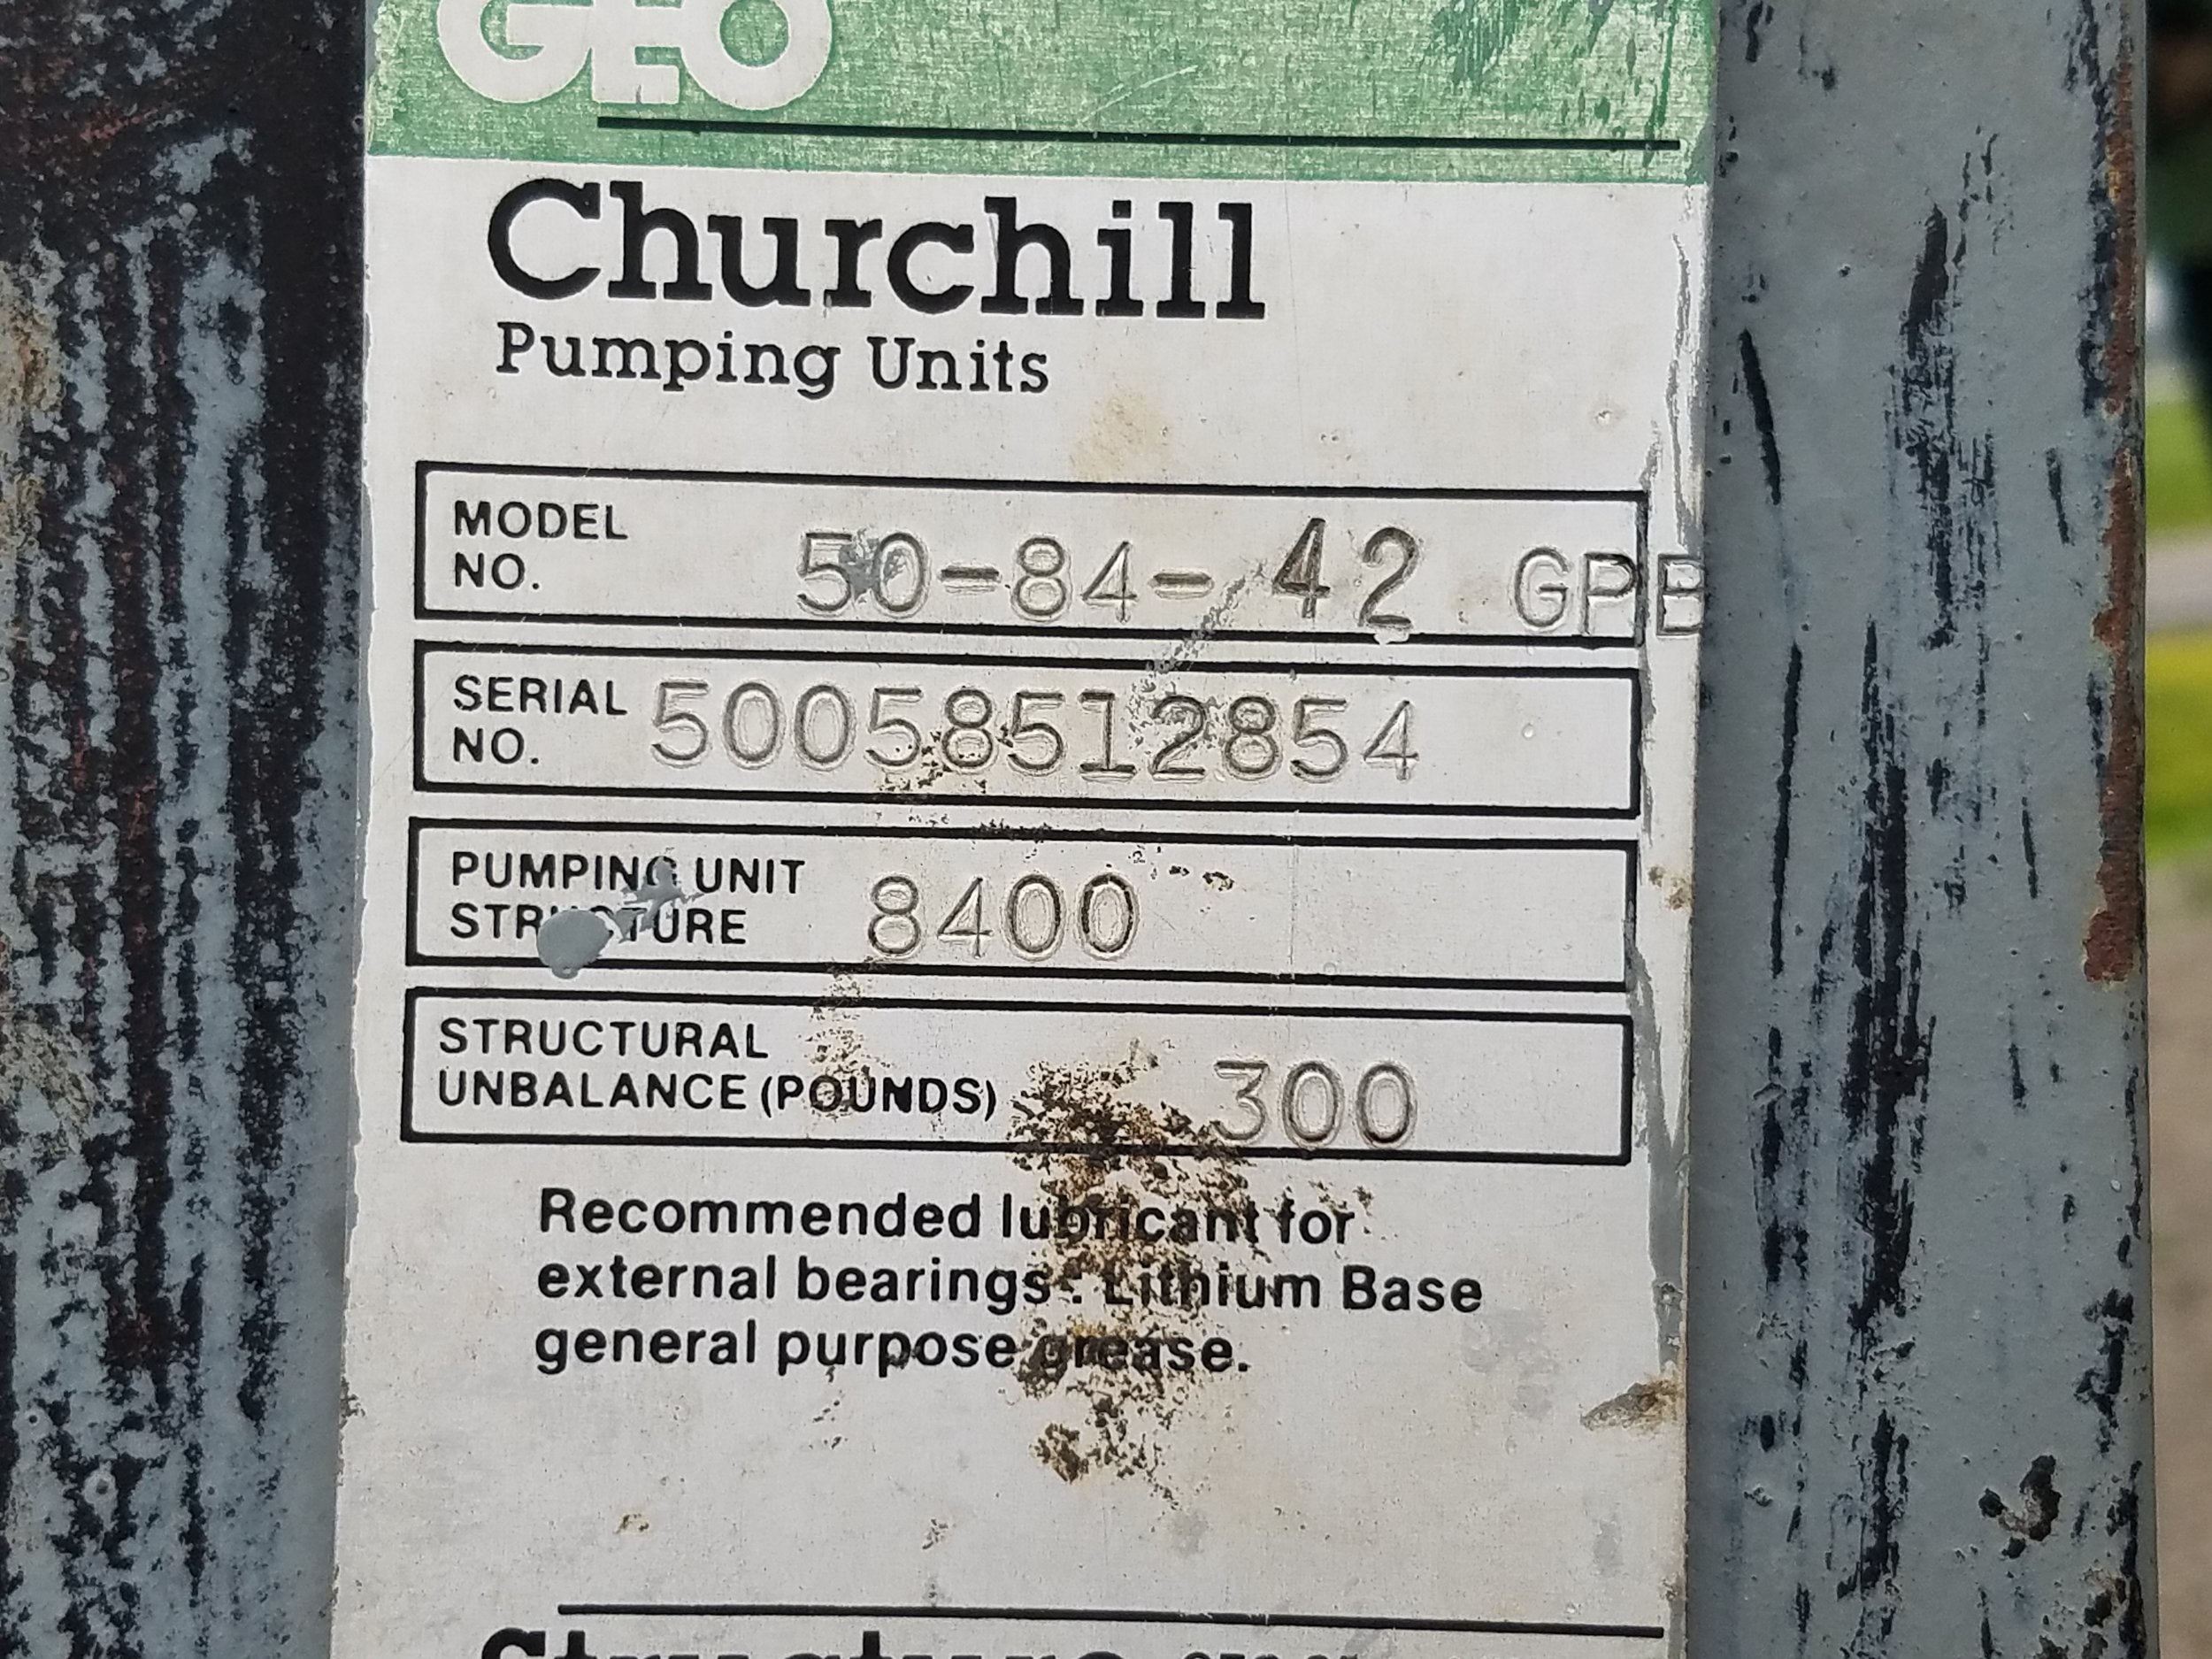 GEO
Churchill
Pumping Units
MODEL
NO. 50-84-42 GPB
SERIAL
NO. 50058512854
PUMPING UNIT
STRUCTURE 8400
STRUCTURAL
UNBALANCE (POUNDS) 300
Recommended lubricant for
external bearings: Lithium Base
general purpose grease.